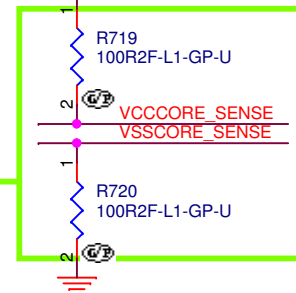 1
R719
100R2F-L1-GP-U
2
G/P
VCCCORE_SENSE
VSSCORE_SENSE
1
R720
100R2F-L1-GP-U
2
G/P